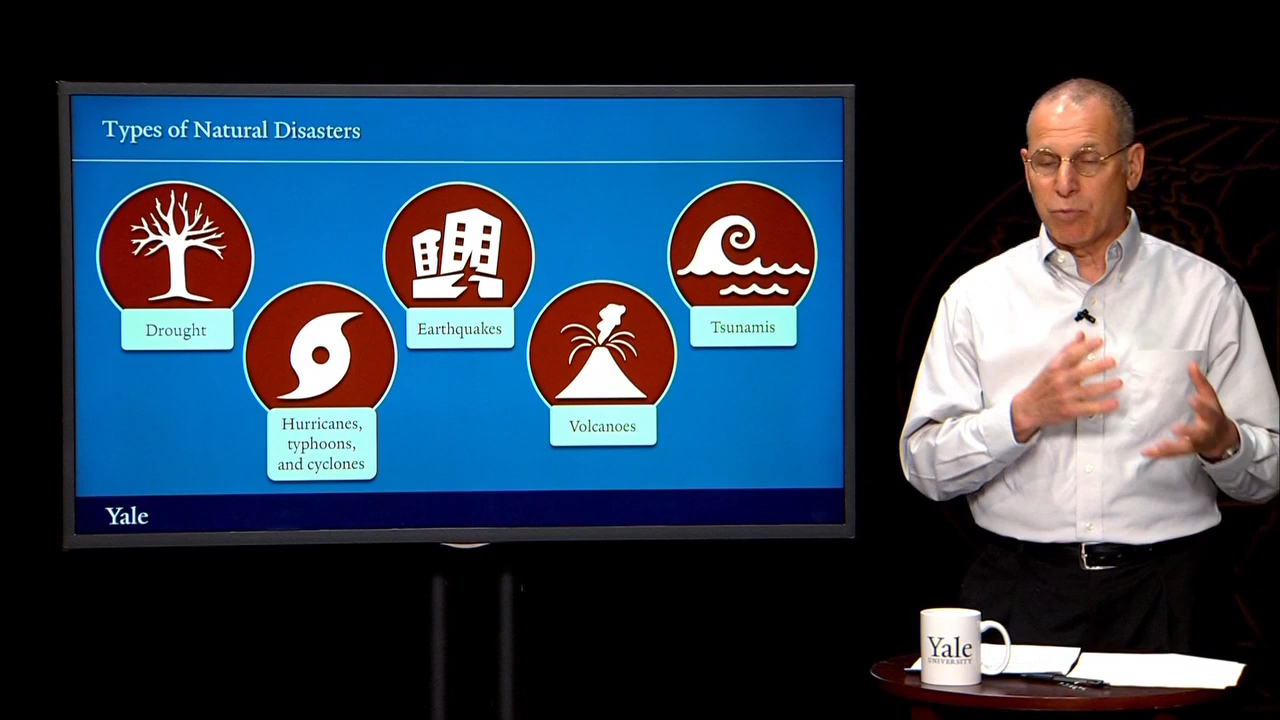 Types of Natural Disasters
Drought
Earthquakes
Tsunamis
Hurricanes,
typhoons,
and cyclones
Volcanoes
Yale
Yale
UNIVERSITY